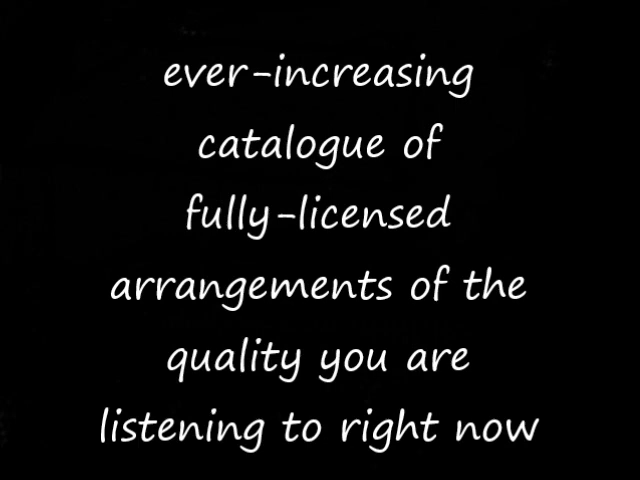 ever-increasing
catalogue of
fully-licensed
arrangements of the
quality you are
listening to right now